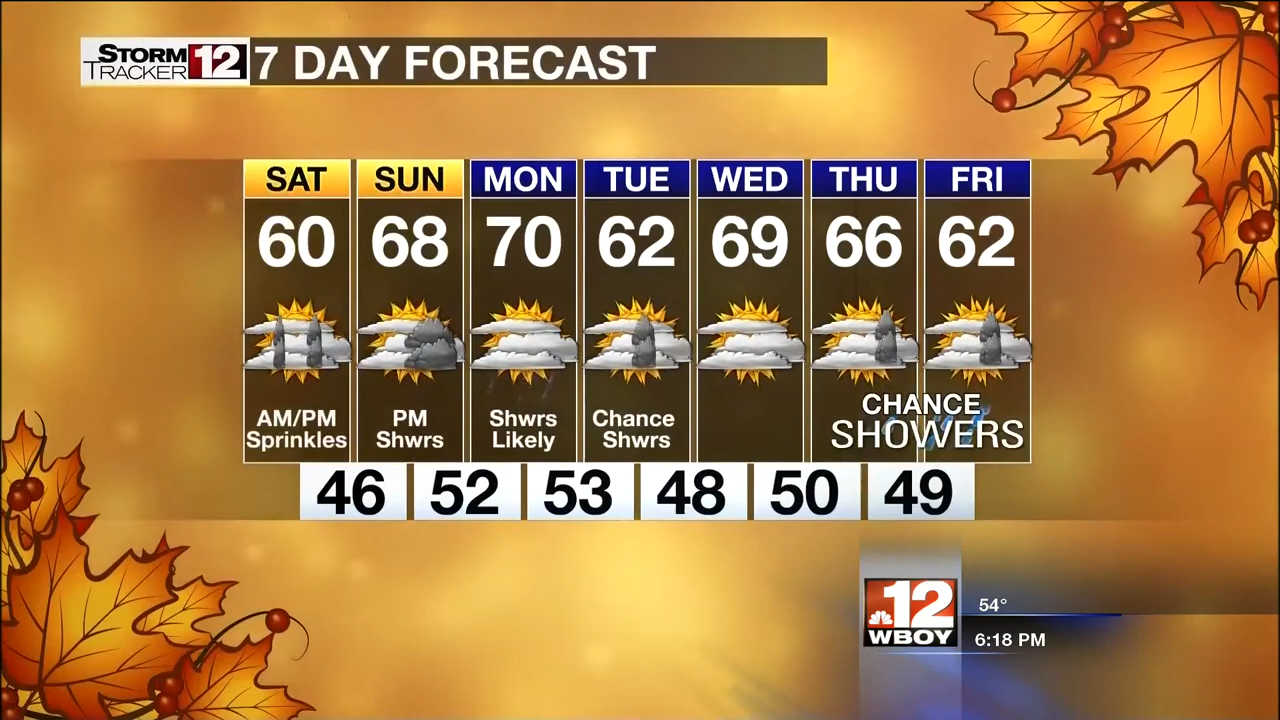 STORM TRACKER 12 7 DAY FORECAST
SAT SUN MON TUE WED THU FRI
60 68 70 62 69 66 62
AM/PM Sprinkles
PM Shwrs
Shwrs Likely
Chance Shwrs
CHANCE
SHOWERS
46 52 53 48 50 49
12
WBOY
54°
6:18 PM